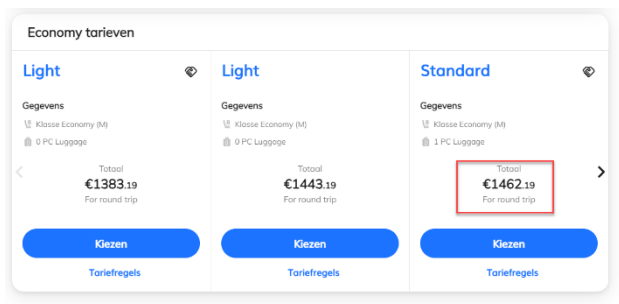 Economy tarieven
Light
Gegevens
Klasse Economy (M)
0 PC Luggage
Totaal
€1383.19
For round trip
Kiezen
Tariefregels
Light
Gegevens
Klasse Economy (M)
0 PC Luggage
Totaal
€1443.19
For round trip
Kiezen
Tariefregels
Standard
Gegevens
Klasse Economy (M)
1 PC Luggage
Totaal
€1462.19
For round trip
Kiezen
Tariefregels